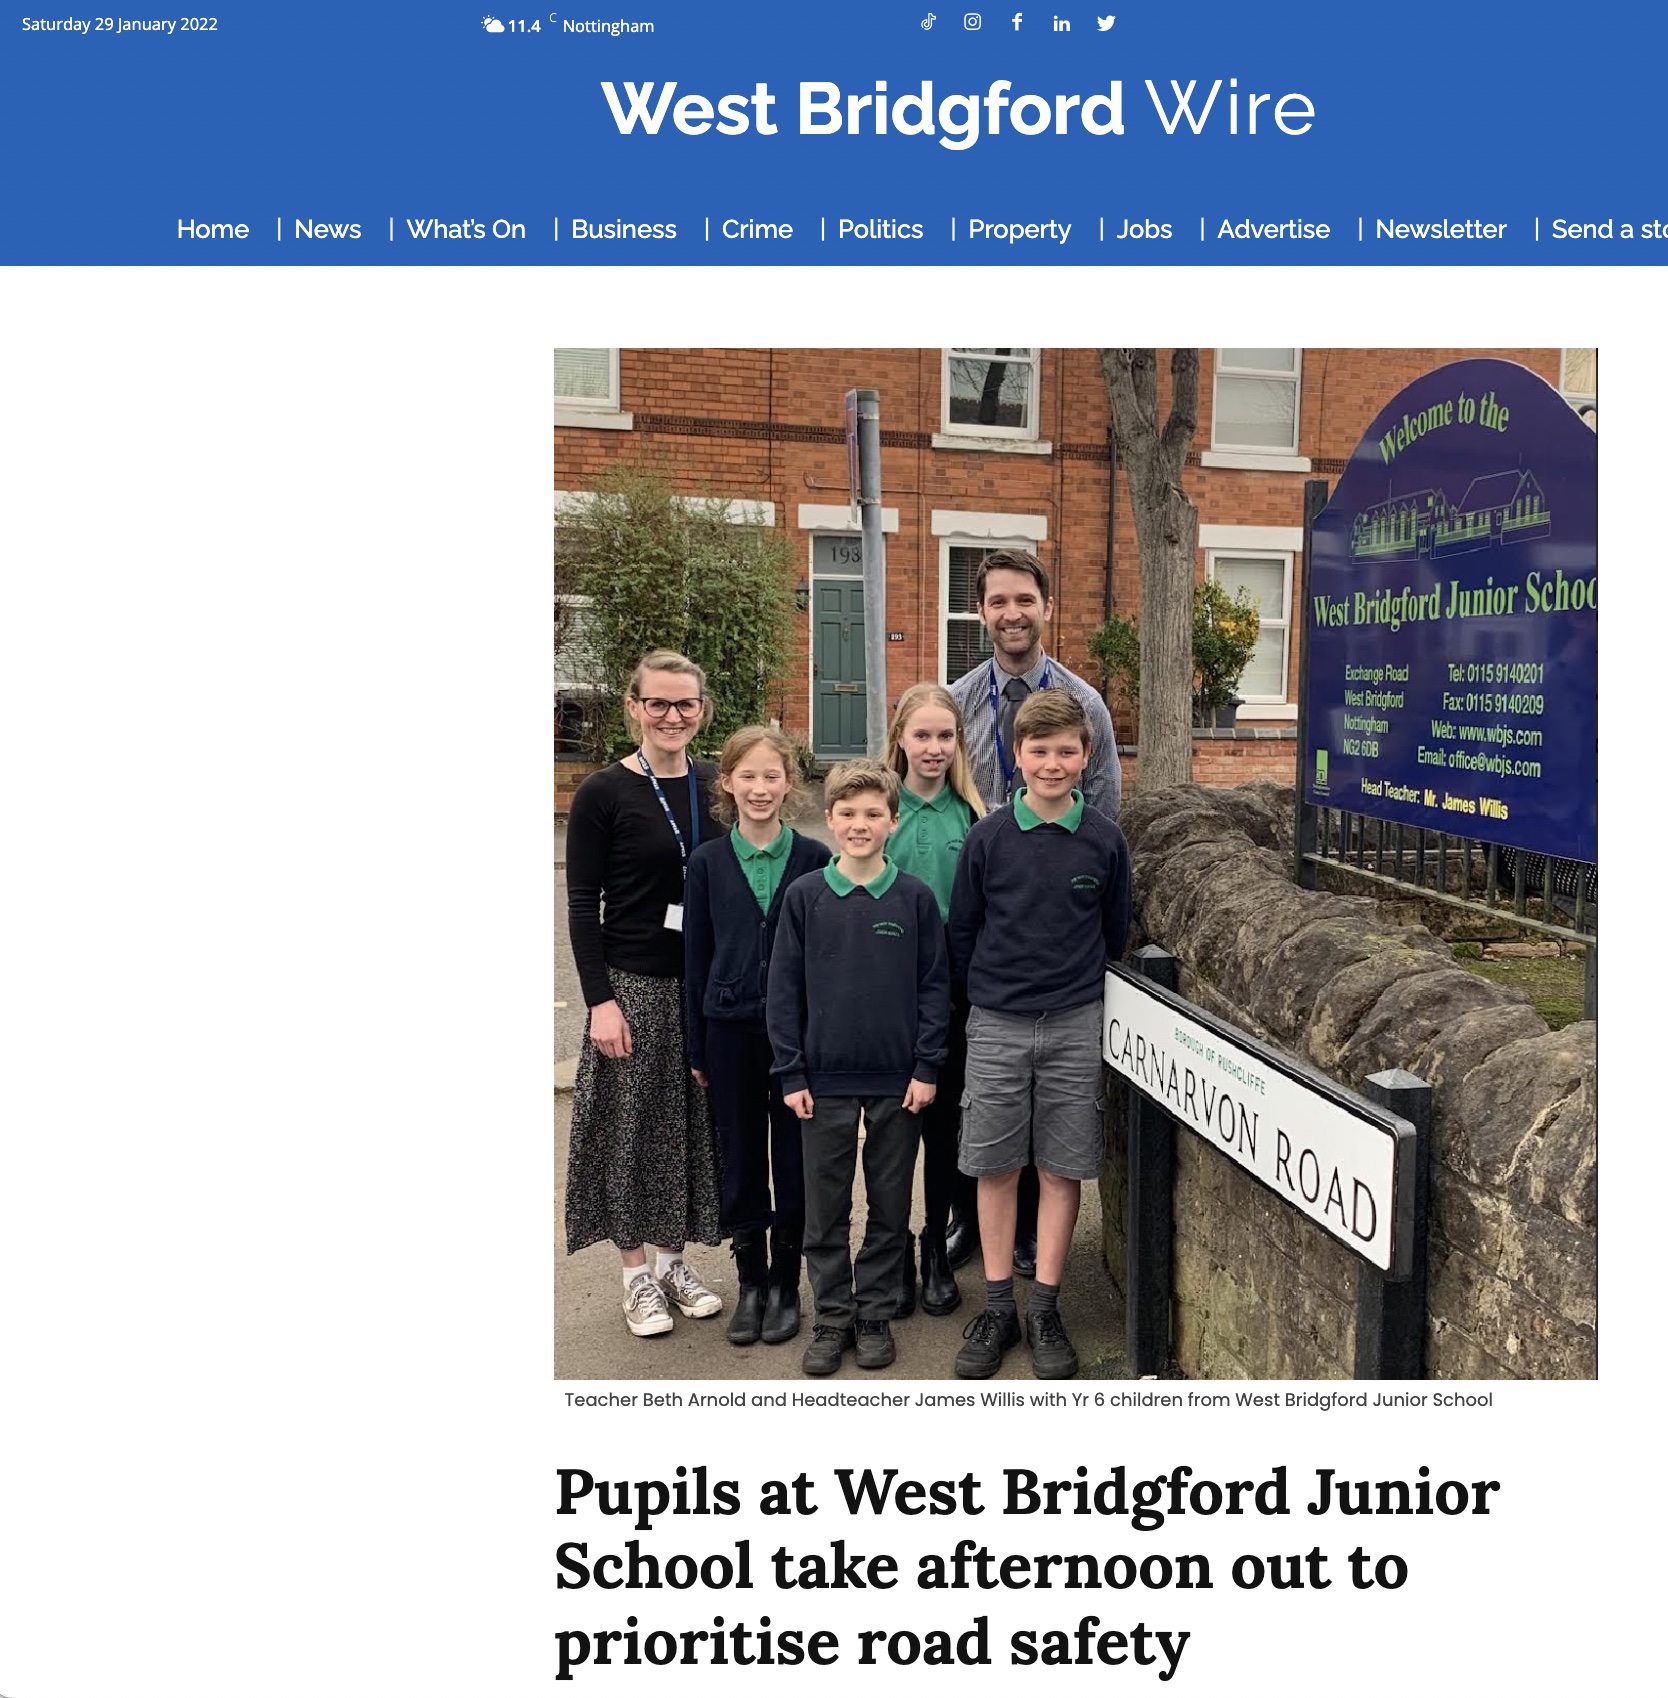 Saturday 29 January 2022
11.4 C Nottingham
West Bridgford Wire
Home | News | What's On | Business | Crime | Politics | Property | Jobs | Advertise | Newsletter | Send a sto
193
193
Welcome to the
West Bridgford Junior Schoo
Exchange Road Tel: 0115 9140201
West Bridgford Fax: 0115 9140209
Nottingham Web: www.wbjs.com
NG2 6DB Email: office@wbjs.com
Head Teacher: Mr. James Willis
BOROUGH OF RUSHCLIFFE
CARNARVON ROAD
Teacher Beth Arnold and Headteacher James Willis with Yr 6 children from West Bridgford Junior School
Pupils at West Bridgford Junior
School take afternoon out to
prioritise road safety